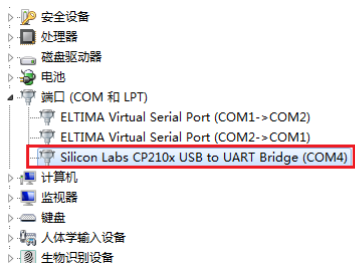 安全设备
处理器
磁盘驱动器
电池
端口 (COM 和 LPT)
ELTIMA Virtual Serial Port (COM1->COM2)
ELTIMA Virtual Serial Port (COM2->COM1)
Silicon Labs CP210x USB to UART Bridge (COM4)
计算机
监视器
键盘
人体学输入设备
生物识别设备